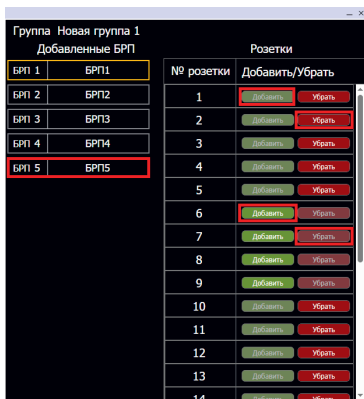 Группа Новая группа 1
Добавленные БРП
БРП 1 БРП1
БРП 2 БРП2
БРП 3 БРП3
БРП 4 БРП4
БРП 5 БРП5
Розетки
№ розетки Добавить/Убрать
1 Добавить Убрать
2 Добавить Убрать
3 Добавить Убрать
4 Добавить Убрать
5 Добавить Убрать
6 Добавить Убрать
7 Добавить Убрать
8 Добавить Убрать
9 Добавить Убрать
10 Добавить Убрать
11 Добавить Убрать
12 Добавить Убрать
13 Добавить Убрать
14 Добавить Убрать